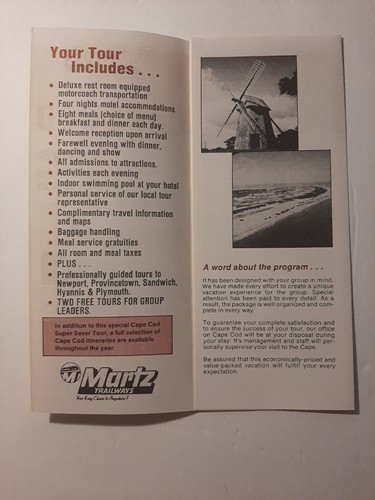 Your Tour
Includes . . .
• Deluxe rest room equipped
motorcoach transportation
• Four nights motel accommodations
• Eight meals (choice of menu)
breakfast and dinner each day.
• Welcome reception upon arrival
• Farewell evening with dinner,
dancing and show
• All admissions to attractions.
• Activities each evening
• Indoor swimming pool at your hotel
• Personal service of our local tour
representative
• Complimentary travel information
and maps
• Baggage handling
• Meal service gratuities
• All room and meal taxes
• PLUS . . .
• Professionally guided tours to
Newport, Provincetown, Sandwich,
Hyannis & Plymouth.
• TWO FREE TOURS FOR GROUP
LEADERS.
In addition to this special Cape Cod
Super Saver Tour, a full selection of
Cape Cod itineraries are available
throughout the year.
M Martz
TRAILWAYS
Your Easy Chair to Anywhere!
A word about the program . . .
It has been designed with your group in mind.
We have made every effort to create a unique
vacation experience for the group. Special
attention has been paid to every detail. As a
result, the package is well organized and com-
plete in every way.
To guarantee your complete satisfaction and
to ensure the success of your tour, our office
on Cape Cod will be at your disposal during
your stay. It's management and staff will per-
sonally supervise your visit to the Cape.
Be assured that this economically-priced and
value-packed vacation will fulfill your every
expectation.